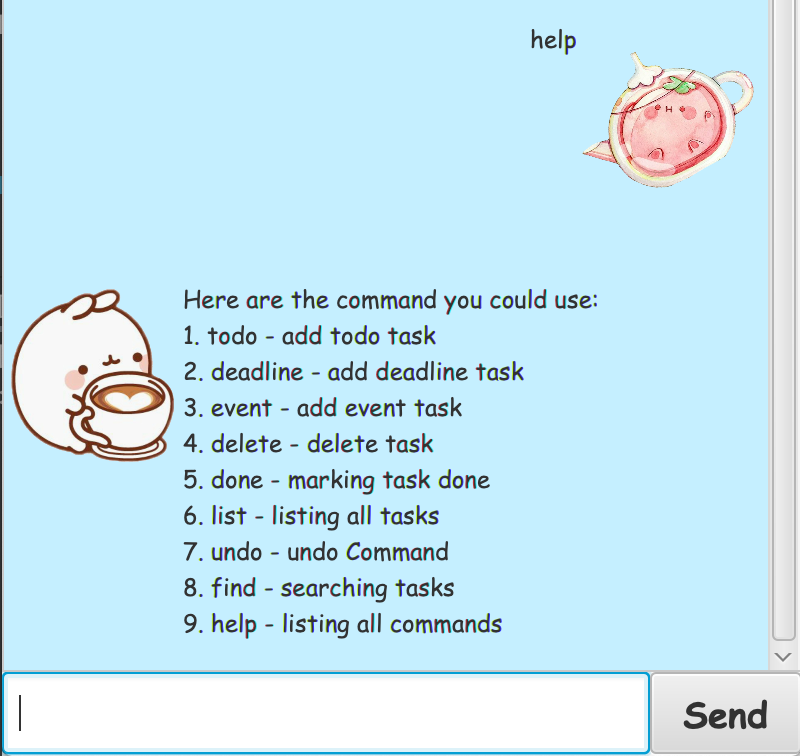 help
Here are the command you could use:
1. todo - add todo task
2. deadline - add deadline task
3. event - add event task
4. delete - delete task
5. done - marking task done
6. list - listing all tasks
7. undo - undo Command
8. find - searching tasks
9. help - listing all commands
Send